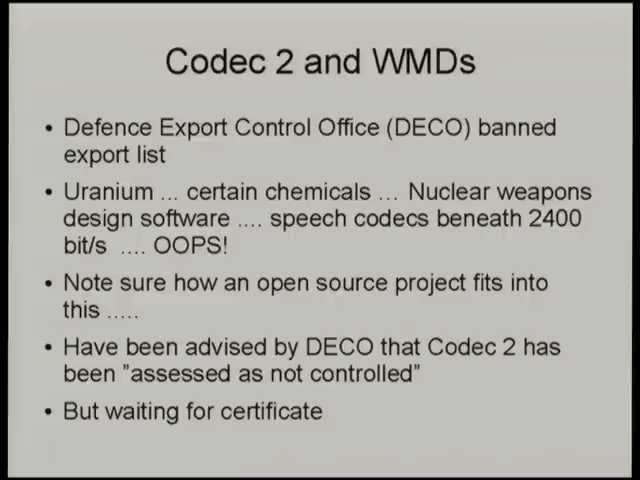 Codec 2 and WMDs
• Defence Export Control Office (DECO) banned
export list
• Uranium ... certain chemicals ... Nuclear weapons
design software .... speech codecs beneath 2400
bit/s .... OOPS!
• Note sure how an open source project fits into
this .....
• Have been advised by DECO that Codec 2 has
been ”assessed as not controlled”
• But waiting for certificate